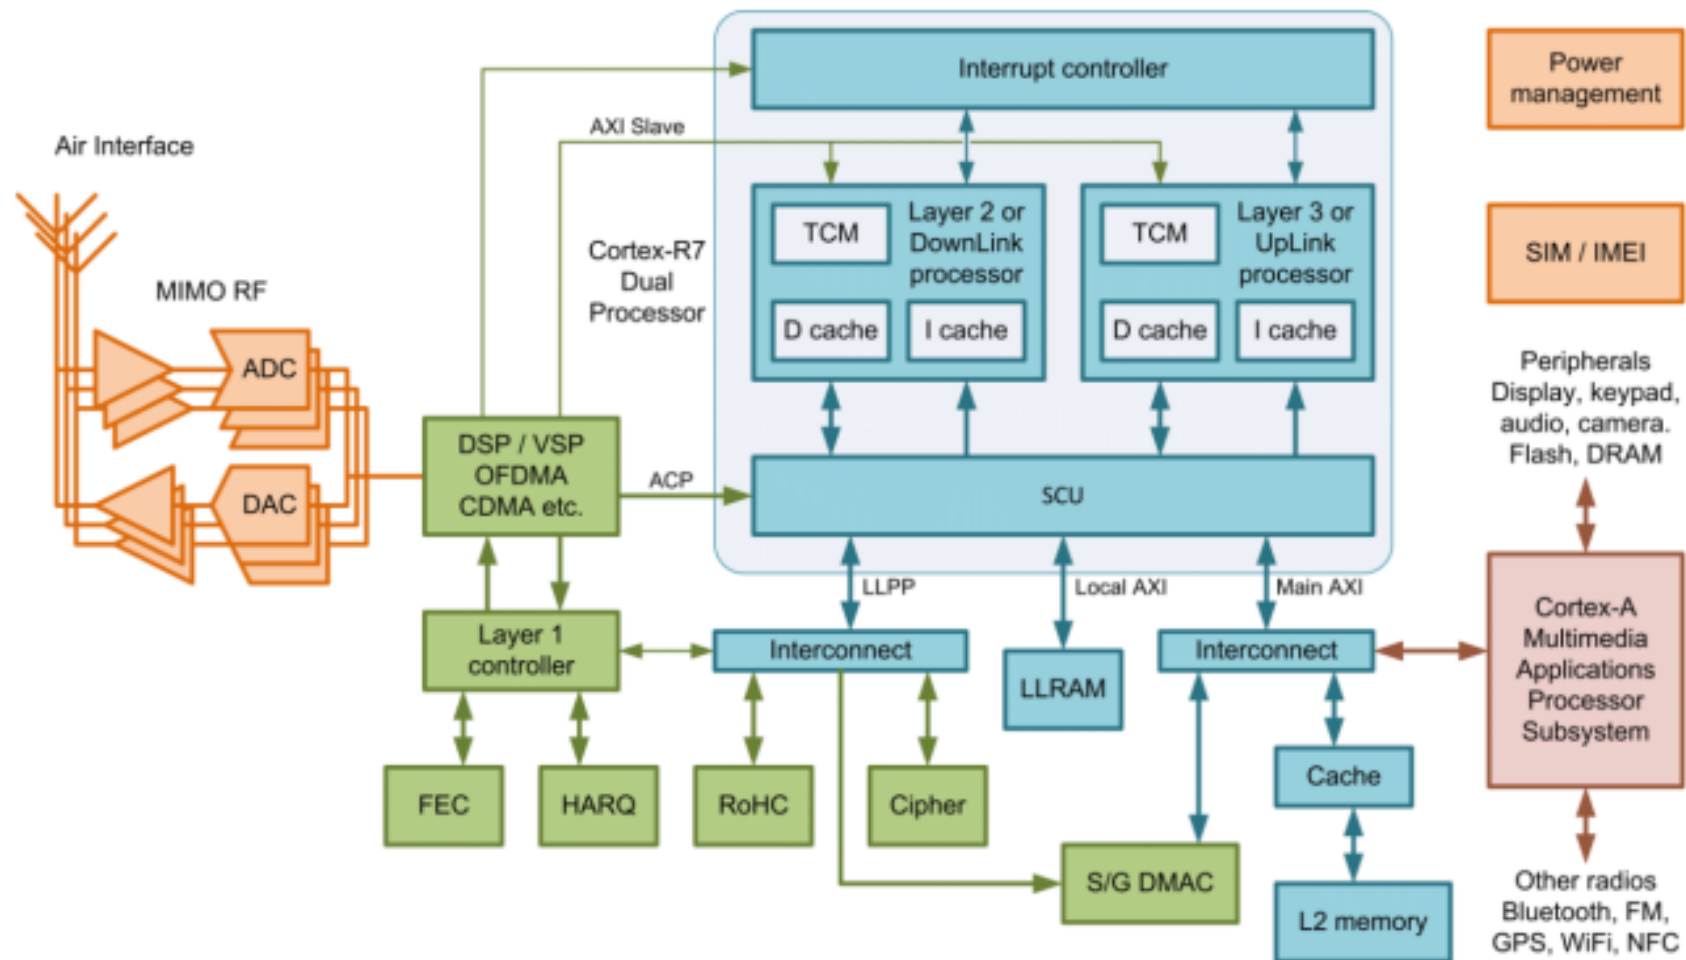 Interrupt controller
Power
management
AXI Slave
Air Interface
TCM
Layer 2 or
DownLink
processor
TCM
Layer 3 or
UpLink
processor
SIM / IMEI
Cortex-R7
Dual
Processor
MIMO RF
D cache
I cache
D cache
I cache
ADC
Peripherals
Display, keypad,
audio, camera.
Flash, DRAM
DSP / VSP
OFDMA
CDMA etc.
ACP
SCU
DAC
LLPP
Local AXI
Main AXI
Layer 1
controller
Interconnect
Interconnect
Cortex-A
Multimedia
Applications
Processor
Subsystem
LLRAM
FEC
HARQ
RoHC
Cipher
Cache
S/G DMAC
L2 memory
Other radios
Bluetooth, FM,
GPS, WiFi, NFC